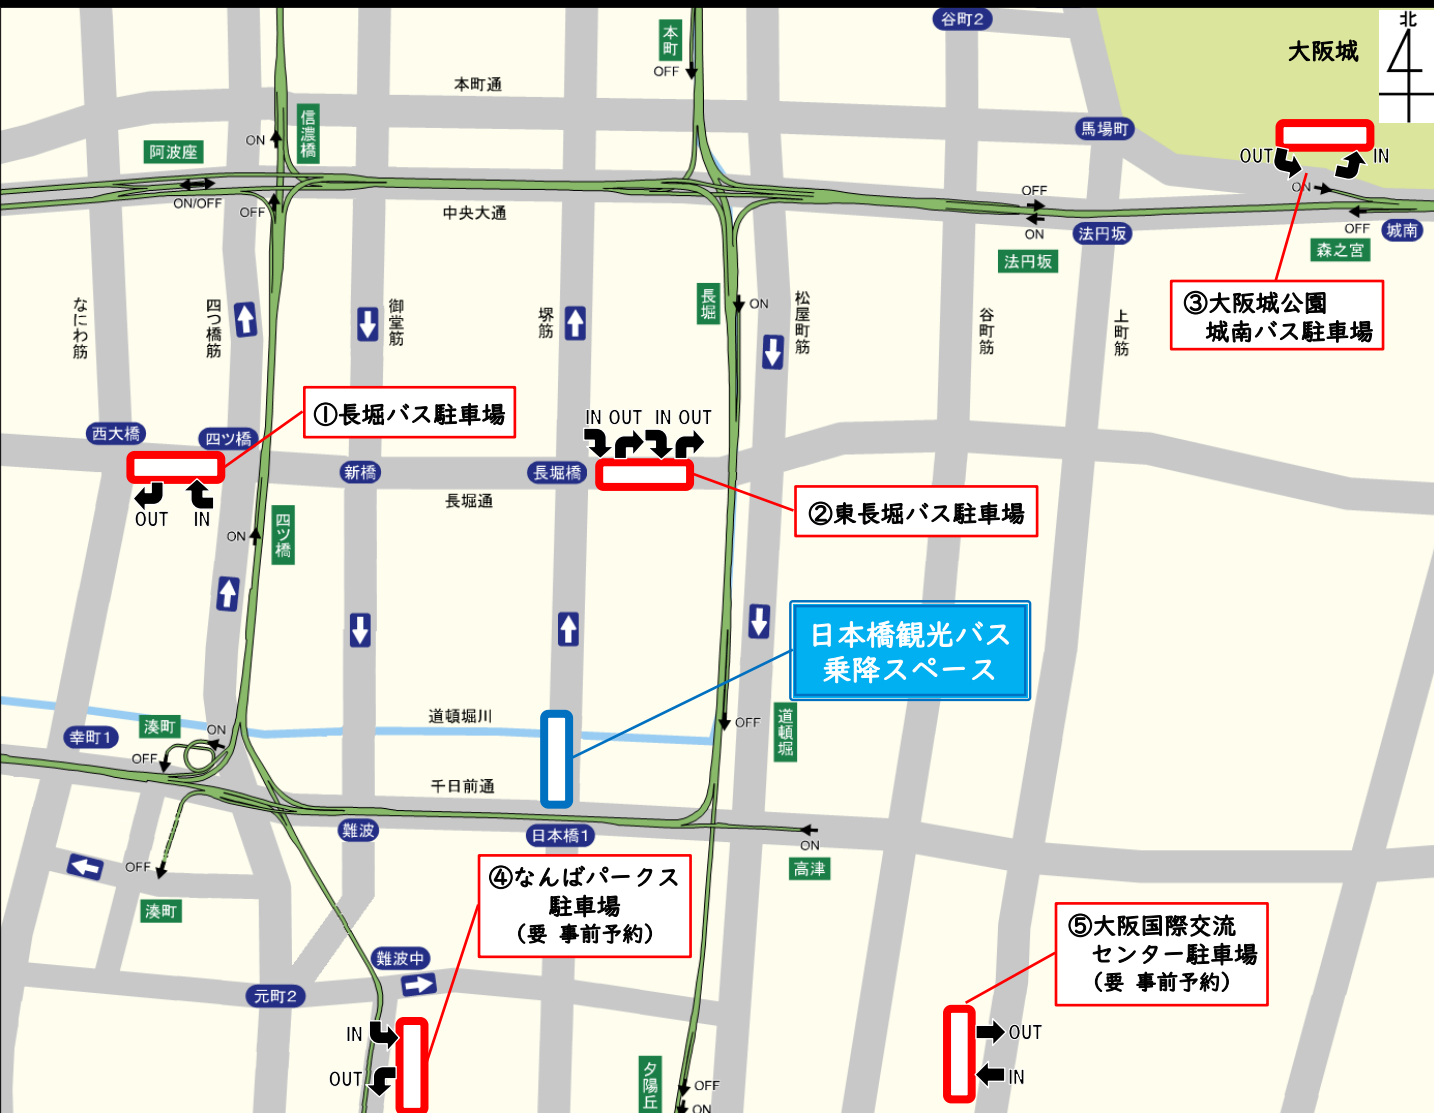 谷町2
北
本町
OFF
大阪城
本町通
信濃橋
ON
阿波座
馬場町
OUT
IN
ON
ON/OFF
OFF
中央大通
OFF
ON
法円坂
法円坂
OFF
城南
森之宮
なにわ筋
四つ橋筋
御堂筋
堺筋
長堀
ON
松屋町筋
谷町筋
上町筋
③大阪城公園
城南バス駐車場
①長堀バス駐車場
IN OUT IN OUT
西大橋
四ツ橋
新橋
長堀橋
長堀通
OUT
IN
②東長堀バス駐車場
ON
四ツ橋
日本橋観光バス
乗降スペース
道頓堀川
OFF
道頓堀
湊町
ON
幸町1
OFF
千日前通
難波
日本橋1
ON
高津
OFF
湊町
④なんばパークス
駐車場
(要 事前予約)
⑤大阪国際交流
センター駐車場
(要 事前予約)
難波中
元町2
IN
OUT
OUT
IN
夕陽丘
OFF
ON